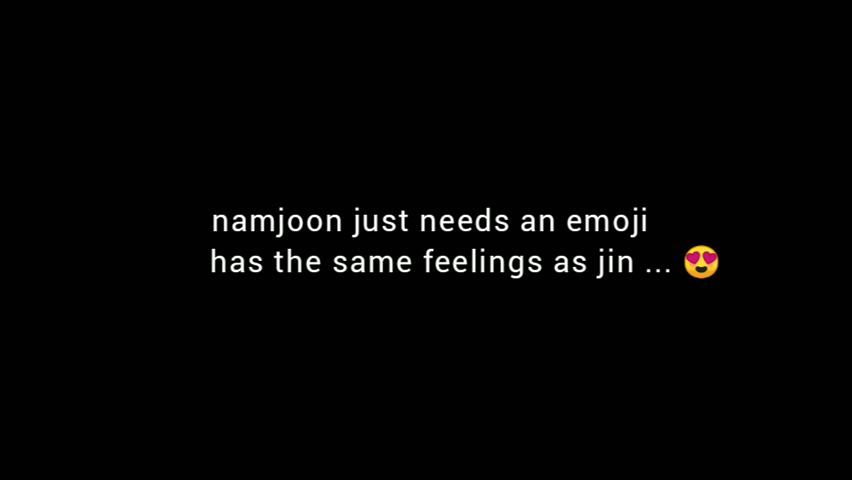 namjoon just needs an emoji
has the same feelings as jin ... 😍